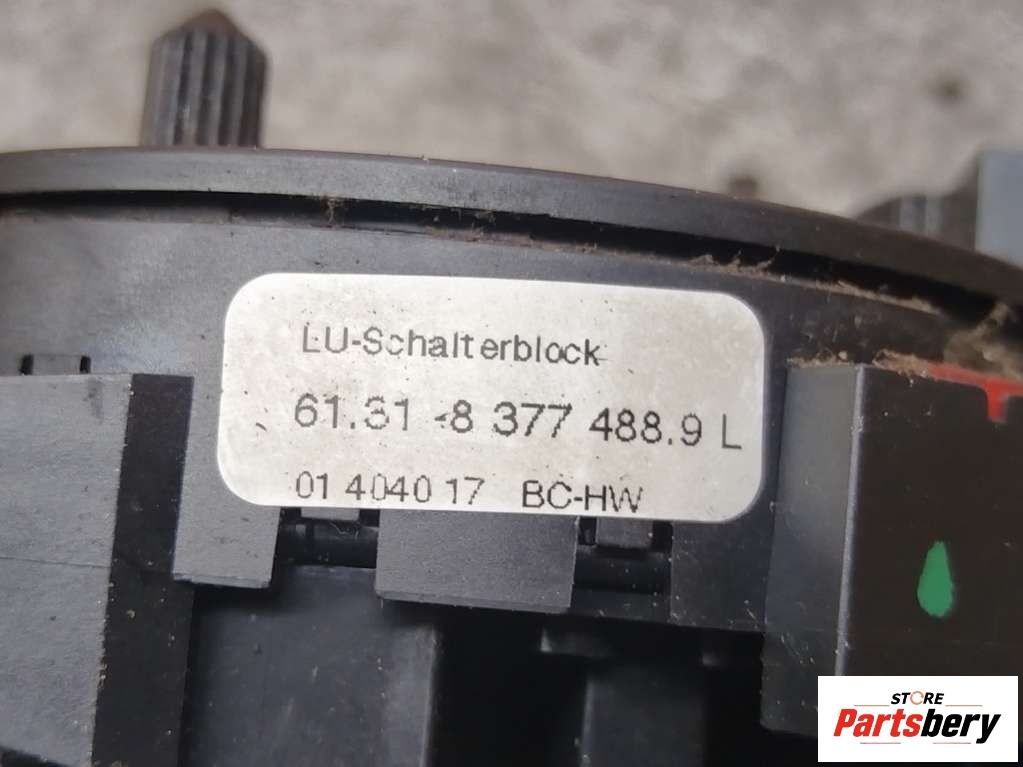 LU-Schalterblock
61.31-8 377 488.9 L
01 4040 17 BC-HW
STORE
Partsbery